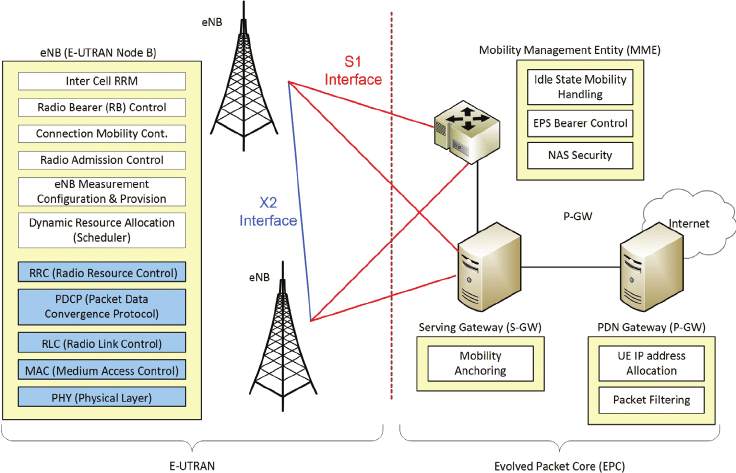 eNB
eNB (E-UTRAN Node B)
Inter Cell RRM
Radio Bearer (RB) Control
Connection Mobility Cont.
Radio Admission Control
eNB Measurement
Configuration & Provision
Dynamic Resource Allocation
(Scheduler)
RRC (Radio Resource Control)
PDCP (Packet Data
Convergence Protocol)
RLC (Radio Link Control)
MAC (Medium Access Control)
PHY (Physical Layer)
S1
Interface
X2
Interface
eNB
Mobility Management Entity (MME)
Idle State Mobility
Handling
EPS Bearer Control
NAS Security
P-GW
Internet
Serving Gateway (S-GW)
Mobility
Anchoring
PDN Gateway (P-GW)
UE IP address
Allocation
Packet Filtering
E-UTRAN
Evolved Packet Core (EPC)